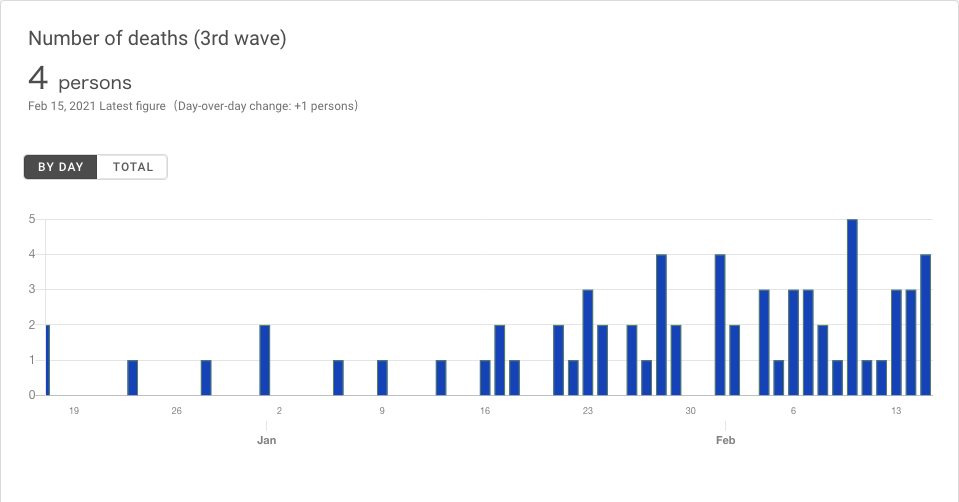 Number of deaths (3rd wave)
4 persons
Feb 15, 2021 Latest figure（Day-over-day change: +1 persons）
BY DAY TOTAL
5
4
3
2
1
0
19 26 2 9 16 23 30 6 13
Jan Feb